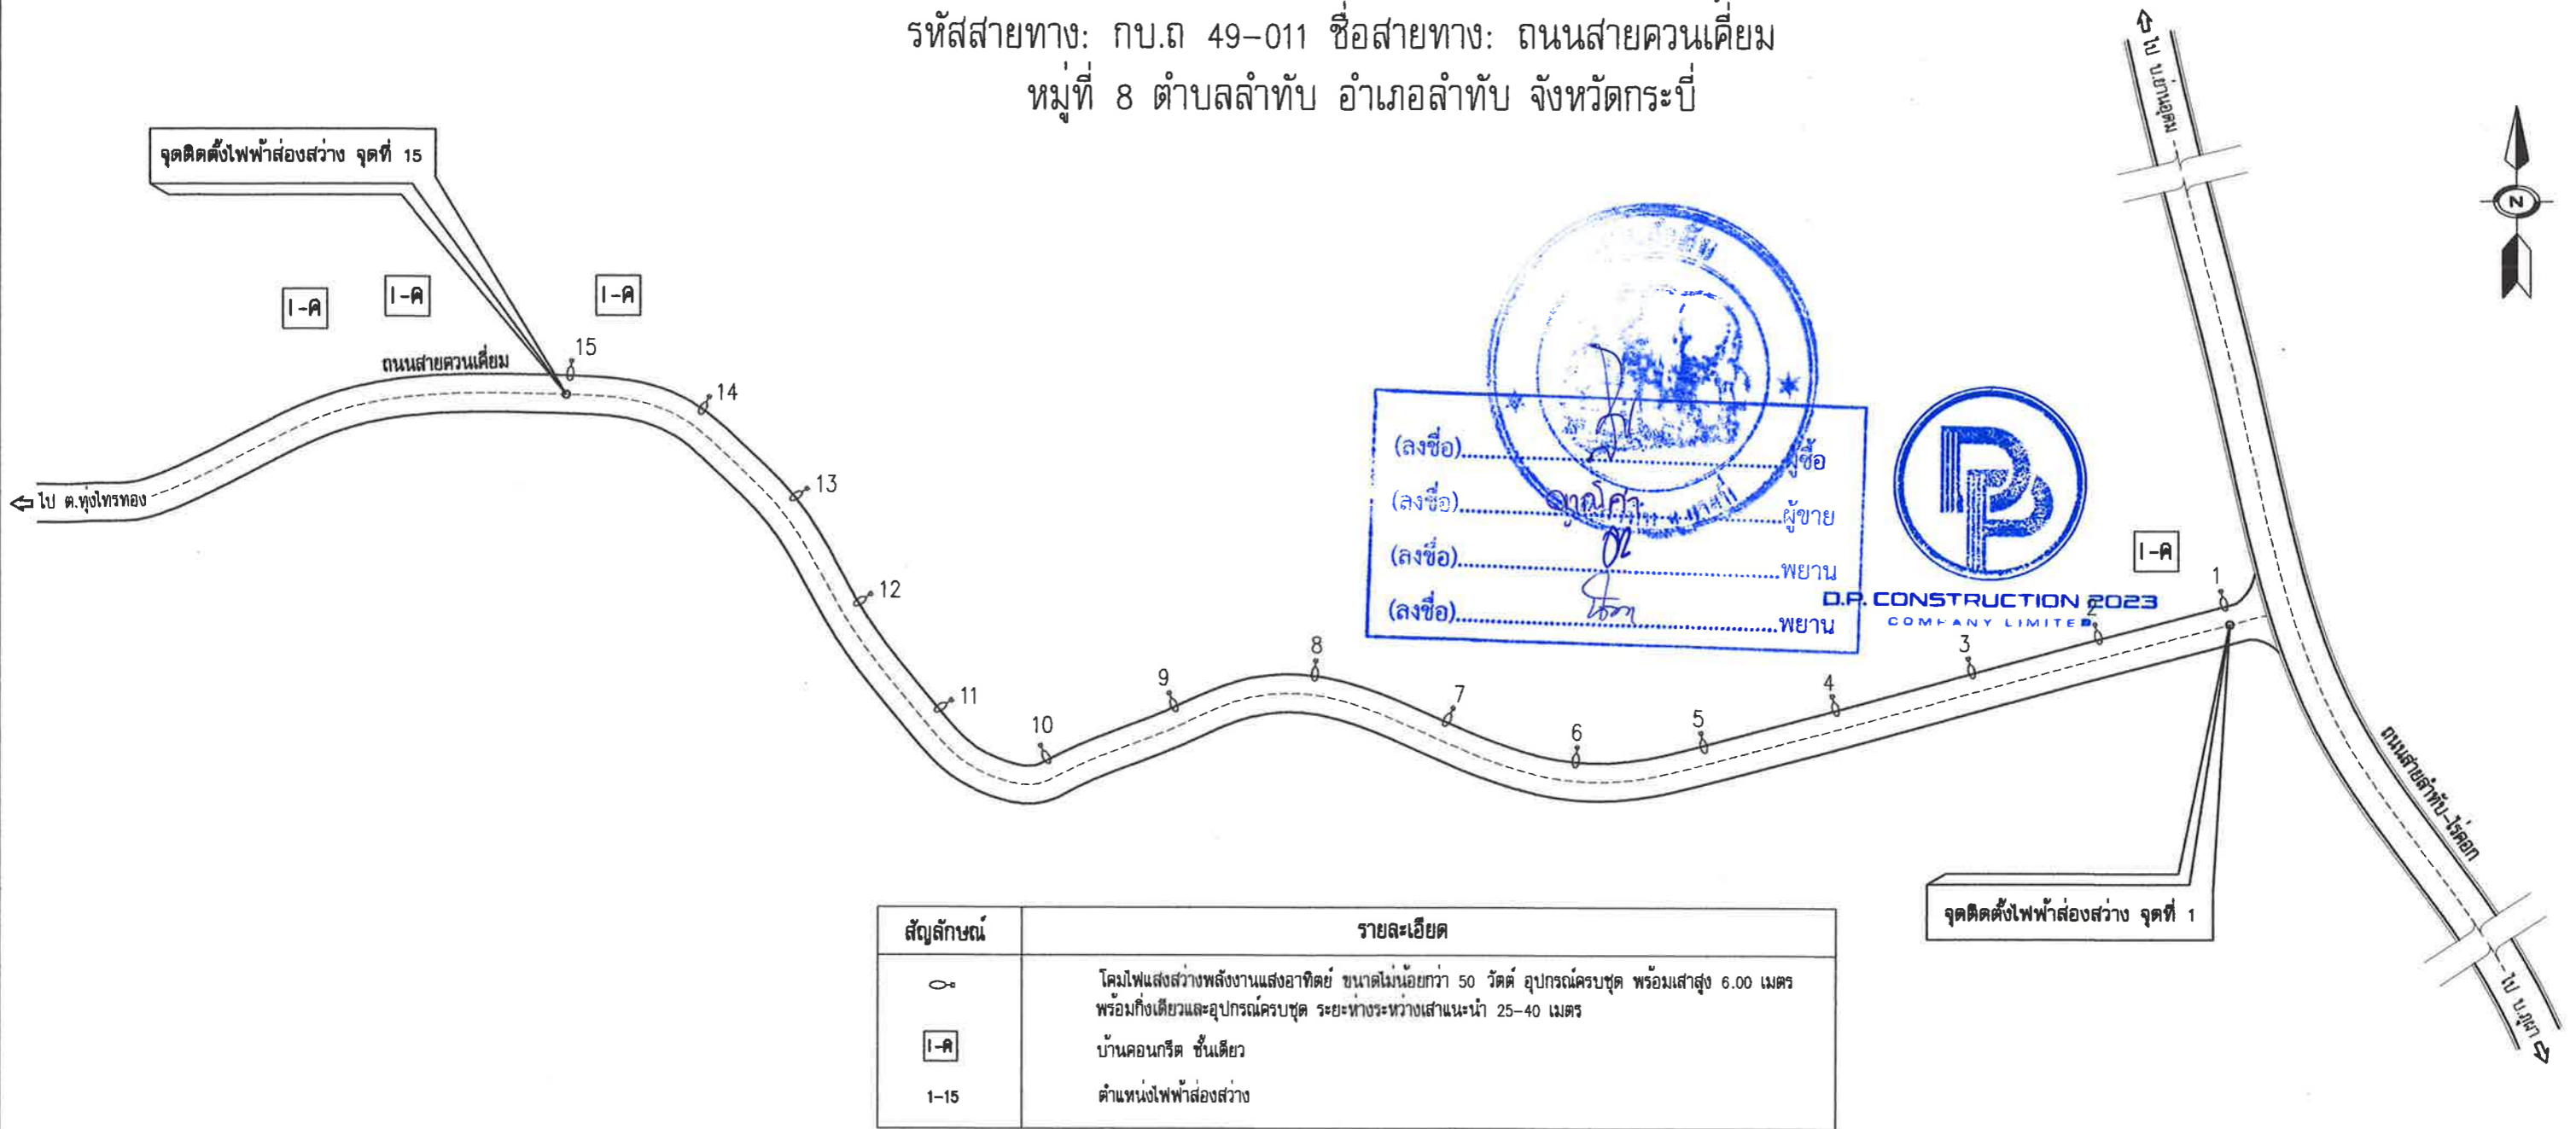 รหัสสายทาง: กบ.ถ 49-011 ชื่อสายทาง: ถนนสายควนเคี่ยม
หมู่ที่ 8 ตำบลลำทับ อำเภอลำทับ จังหวัดกระบี่
ไป บ.ย่านอุดม
จุดติดตั้งไฟฟ้าส่องสว่าง จุดที่ 15
N
1-ค
1-ค
1-ค
ถนนสายควนเคี่ยม
15
14
13
12
11
10
9
8
7
6
5
4
3
2
1
ไป ต.ทุ่งไทรทอง
(ลงชื่อ)ผู้ซื้อ
(ลงชื่อ)ผู้ขาย
(ลงชื่อ)พยาน
(ลงชื่อ)พยาน
D.P. CONSTRUCTION 2023
COMPANY LIMITED
1-ค
ถนนสายลำทับ-ไร่ดอก
จุดติดตั้งไฟฟ้าส่องสว่าง จุดที่ 1
ไป บ.ภูผา
สัญลักษณ์ รายละเอียด
โคมไฟแสงสว่างพลังงานแสงอาทิตย์ ขนาดไม่น้อยกว่า 50 วัตต์ อุปกรณ์ครบชุด พร้อมเสาสูง 6.00 เมตร
พร้อมกิ่งเดียวและอุปกรณ์ครบชุด ระยะห่างระหว่างเสาแนะนำ 25-40 เมตร
1-ค บ้านคอนกรีต ชั้นเดียว
1-15 ตำแหน่งไฟฟ้าส่องสว่าง